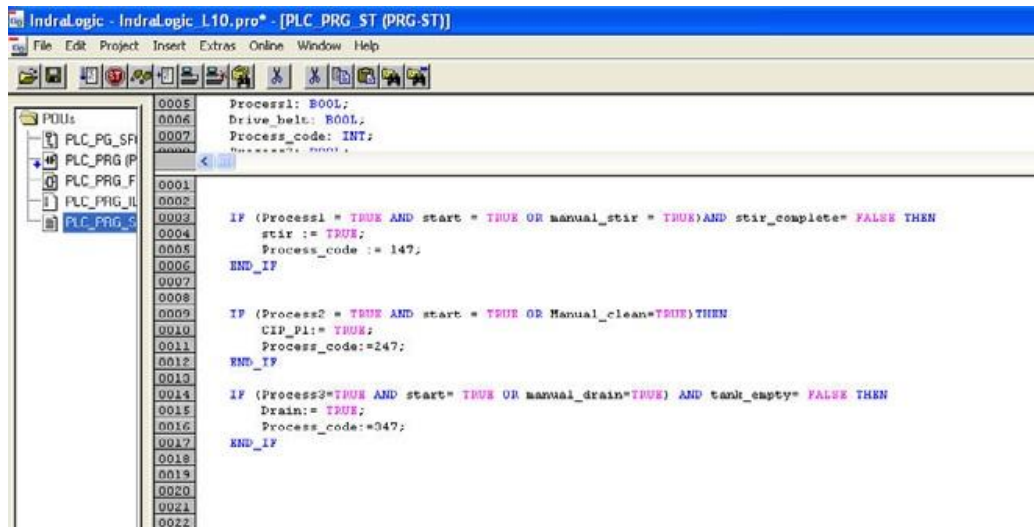 IndraLogic - IndraLogic_L10.pro* - [PLC_PRG_ST (PRG-ST)]
File Edit Project Insert Extras Online Window Help
POUs
PLC_PG_SF
PLC_PRG (P
PLC_PRG_F
PLC_PRG_IL
PLC_PRG_S
0005 Process1: BOOL;
0006 Drive_belt: BOOL;
0007 Process_code: INT;
0001
0002
0003 IF (Process1 = TRUE AND start = TRUE OR manual_stir = TRUE)AND stir_complete= FALSE THEN
0004 stir := TRUE;
0005 Process_code := 147;
0006 END_IF
0007
0008
0009 IF (Process2 = TRUE AND start = TRUE OR Manual_clean=TRUE)THEN
0010 CIP_P1:= TRUE;
0011 Process_code:=247;
0012 END_IF
0013
0014 IF (Process3=TRUE AND start= TRUE OR manual_drain=TRUE) AND tank_empty= FALSE THEN
0015 Drain:= TRUE;
0016 Process_code:=347;
0017 END_IF
0018
0019
0020
0021
0022